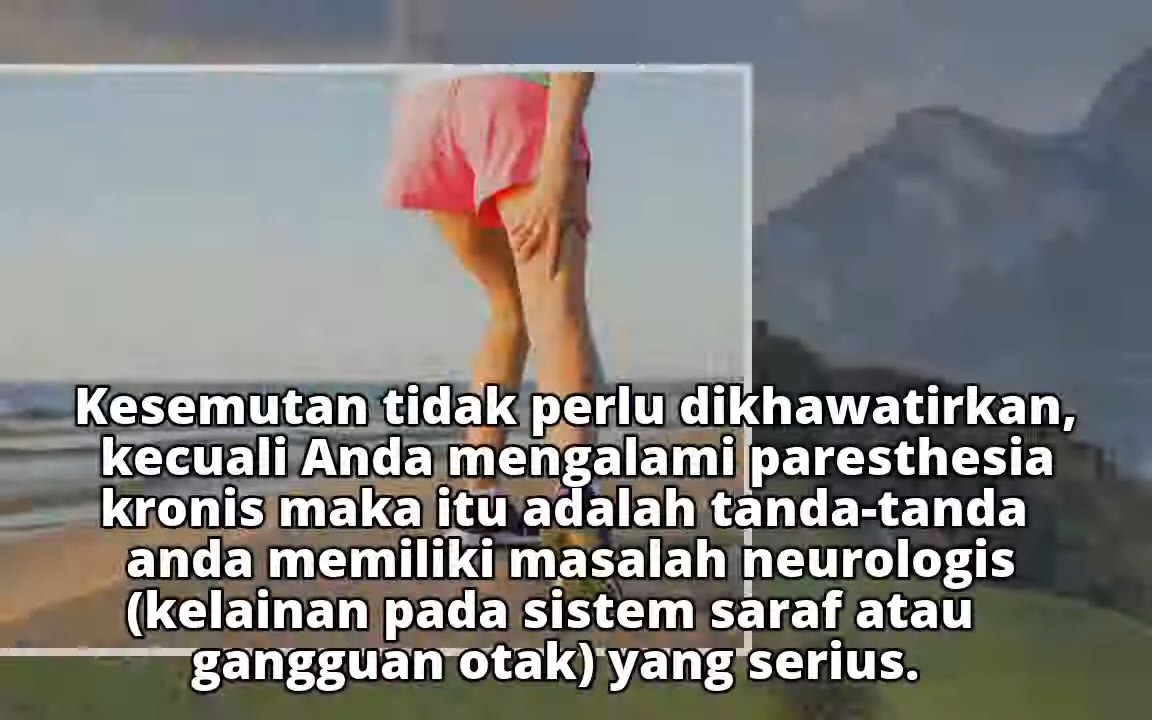 Kesemutan tidak perlu dikhawatirkan,
kecuali Anda mengalami paresthesia
kronis maka itu adalah tanda-tanda
anda memiliki masalah neurologis
(kelainan pada sistem saraf atau
gangguan otak) yang serius.